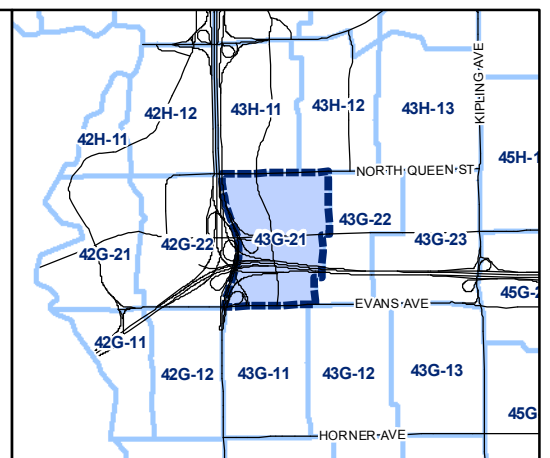 KIPLING AVE
42H-12
43H-11
43H-12
43H-13
42H-11
45H-1
NORTH QUEEN ST
43G-22
42G-21
42G-22
43G-21
43G-23
45G-2
EVANS AVE
42G-11
42G-12
43G-11
43G-12
43G-13
45G
HORNER AVE